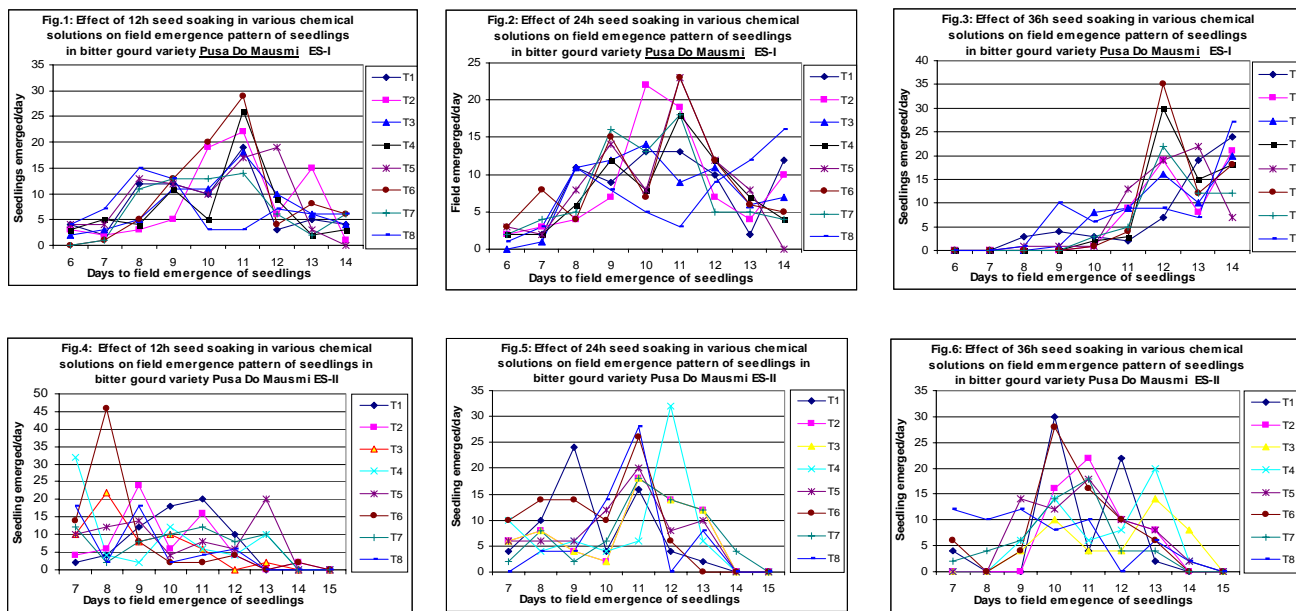 Fig.1: Effect of 12h seed soaking in various chemical
solutions on field emegence pattern of seedlings
in bitter gourd variety Pusa Do Mausmi ES-I
35
30
25
20
15
10
5
0
Seedlings emerged/day
6 7 8 9 10 11 12 13 14
Days to field emergence of seedlings
T1
T2
T3
T4
T5
T6
T7
T8
Fig.2: Effect of 24h seed soaking in various chemical
solutions on field emergence pattern of seedlings
in bitter gourd variety Pusa Do Mausmi ES-I
25
20
15
10
5
0
Field emergerged/day
6 7 8 9 10 11 12 13 14
Days to field emergence of seedlings
T1
T2
T3
T4
T5
T6
T7
T8
Fig.3: Effect of 36h seed soaking in various chemical
solutions on field emergence pattern of seedlings
in bitter gourd variety Pusa Do Mausmi ES-I
40
35
30
25
20
15
10
5
0
Seedlings emerged/day
6 7 8 9 10 11 12 13 14
Days to field emergence of seedlings
T
T
T
T
T
T
T
T
Fig.4: Effect of 12h seed soaking in various chemical
solutions on field emergence pattern of seedlings in
bitter gourd variety Pusa Do Mausmi ES-II
50
45
40
35
30
25
20
15
10
5
0
Seedling emerged/day
7 8 9 10 11 12 13 14 15
Days to field emergence of seedlings
T1
T2
T3
T4
T5
T6
T7
T8
Fig.5: Effect of 24h seed soaking in various chemical
solutions on field emergence pattern of seedlings in
bitter gourd variety Pusa Do Mausmi ES-II
35
30
25
20
15
10
5
0
Seedling emerged/day
7 8 9 10 11 12 13 14 15
Days to field emergence of seedlings
T1
T2
T3
T4
T5
T6
T7
T8
Fig.6: Effect of 36h seed soaking in various chemical
solutions on field emmergence pattern of seedlings
in bitter gourd variety Pusa Do Mausmi ES-II
35
30
25
20
15
10
5
0
Seedling emerged/day
7 8 9 10 11 12 13 14 15
Days to field emergence of seedlings
T1
T2
T3
T4
T5
T6
T7
T8